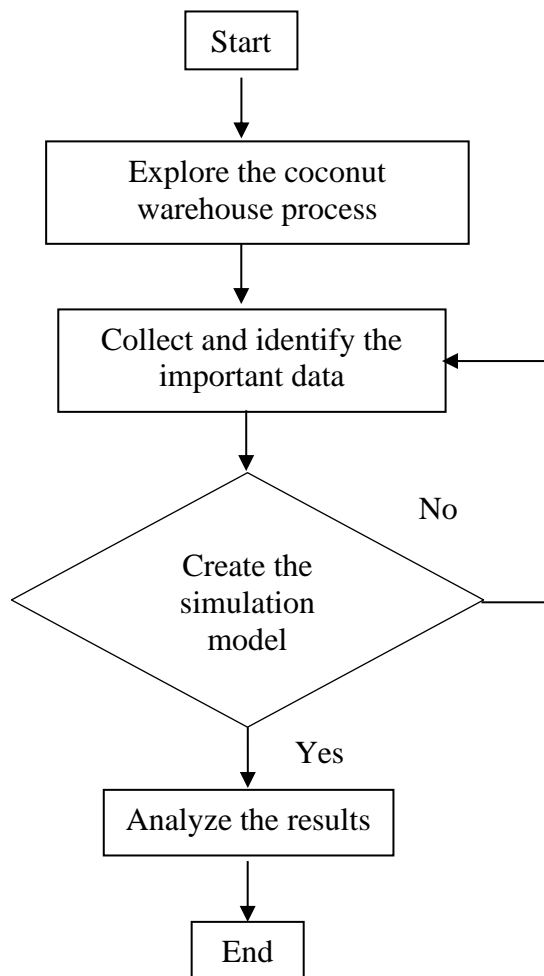 Start
Explore the coconut
warehouse process
Collect and identify the
important data
No
Create the
simulation
model
Yes
Analyze the results
End